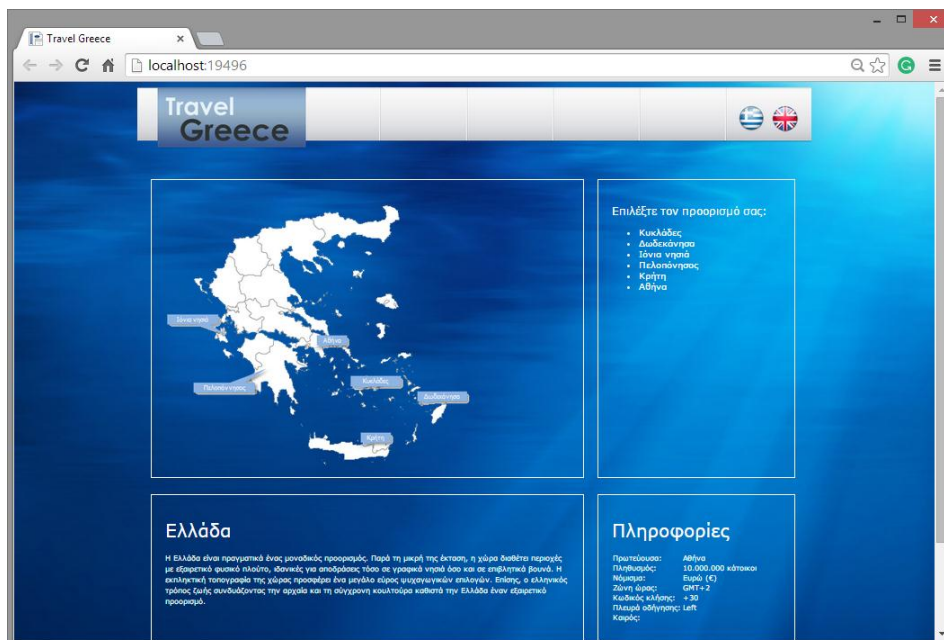 Travel Greece
localhost:19496
Travel
Greece
Επιλέξτε τον προορισμό σας:
Κυκλάδες
Δωδεκάνησα
Ιόνια νησιά
Πελοπόνησος
Κρήτη
Αθήνα
Ιόνια νησιά
Αθήνα
Πελοπόννησος
Κυκλάδες
Δωδεκάνησα
Κρήτη
Ελλάδα
Η Ελλάδα είναι πραγματικά ένας μοναδικός προορισμός. Παρά τη μικρή της έκταση, η χώρα διαθέτει περιοχές
με εξαιρετικό φυσικό πλούτο, ιδανικές για αποδράσεις τόσο σε γραφικά νησιά όσο και σε επιβλητικά βουνά. Η
εκπληκτική τοπογραφία της χώρας προσφέρει ένα μεγάλο εύρος ψυχαγωγικών επιλογών. Επίσης, ο ελληνικός
τρόπος ζωής συνδυάζοντας την αρχαία και τη σύγχρονη κουλτούρα καθιστά την Ελλάδα έναν εξαιρετικό
προορισμό.
Πληροφορίες
Πρωτεύουσα: Αθήνα
Πληθυσμός: 10.000.000 κάτοικοι
Νόμισμα: Ευρώ (€)
Ζώνη ώρας: GMT+2
Κωδικός κλήσης: +30
Πλευρά οδήγησης: Left
Καιρός: